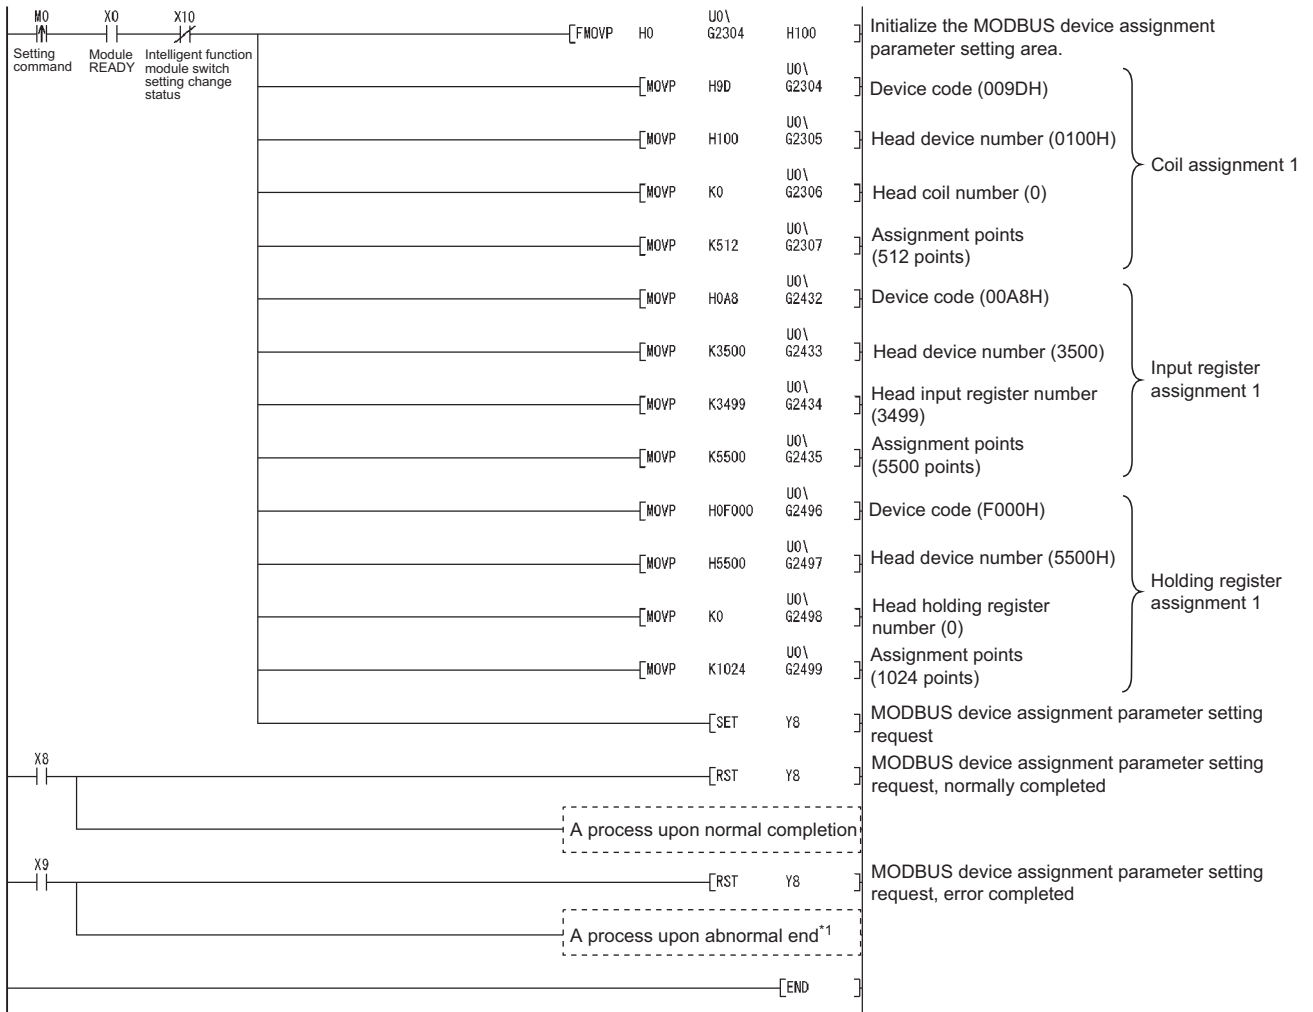 M0 X0 X10
Setting command
Module READY
Intelligent function module switch setting change status
U0\
FMOVP H0 G2304 H100
Initialize the MODBUS device assignment
parameter setting area.
U0\
MOVP H9D G2304
Device code (009DH)
U0\
MOVP H100 G2305
Head device number (0100H)
Coil assignment 1
U0\
MOVP K0 G2306
Head coil number (0)
U0\
MOVP K512 G2307
Assignment points
(512 points)
U0\
MOVP H0A8 G2432
Device code (00A8H)
U0\
MOVP K3500 G2433
Head device number (3500)
Input register
assignment 1
U0\
MOVP K3499 G2434
Head input register number
(3499)
U0\
MOVP K5500 G2435
Assignment points
(5500 points)
U0\
MOVP H0F000 G2496
Device code (F000H)
U0\
MOVP H5500 G2497
Head device number (5500H)
Holding register
assignment 1
U0\
MOVP K0 G2498
Head holding register
number (0)
U0\
MOVP K1024 G2499
Assignment points
(1024 points)
SET Y8
MODBUS device assignment parameter setting
request
X8
RST Y8
MODBUS device assignment parameter setting
request, normally completed
A process upon normal completion
X9
RST Y8
MODBUS device assignment parameter setting
request, error completed
A process upon abnormal end*1
END